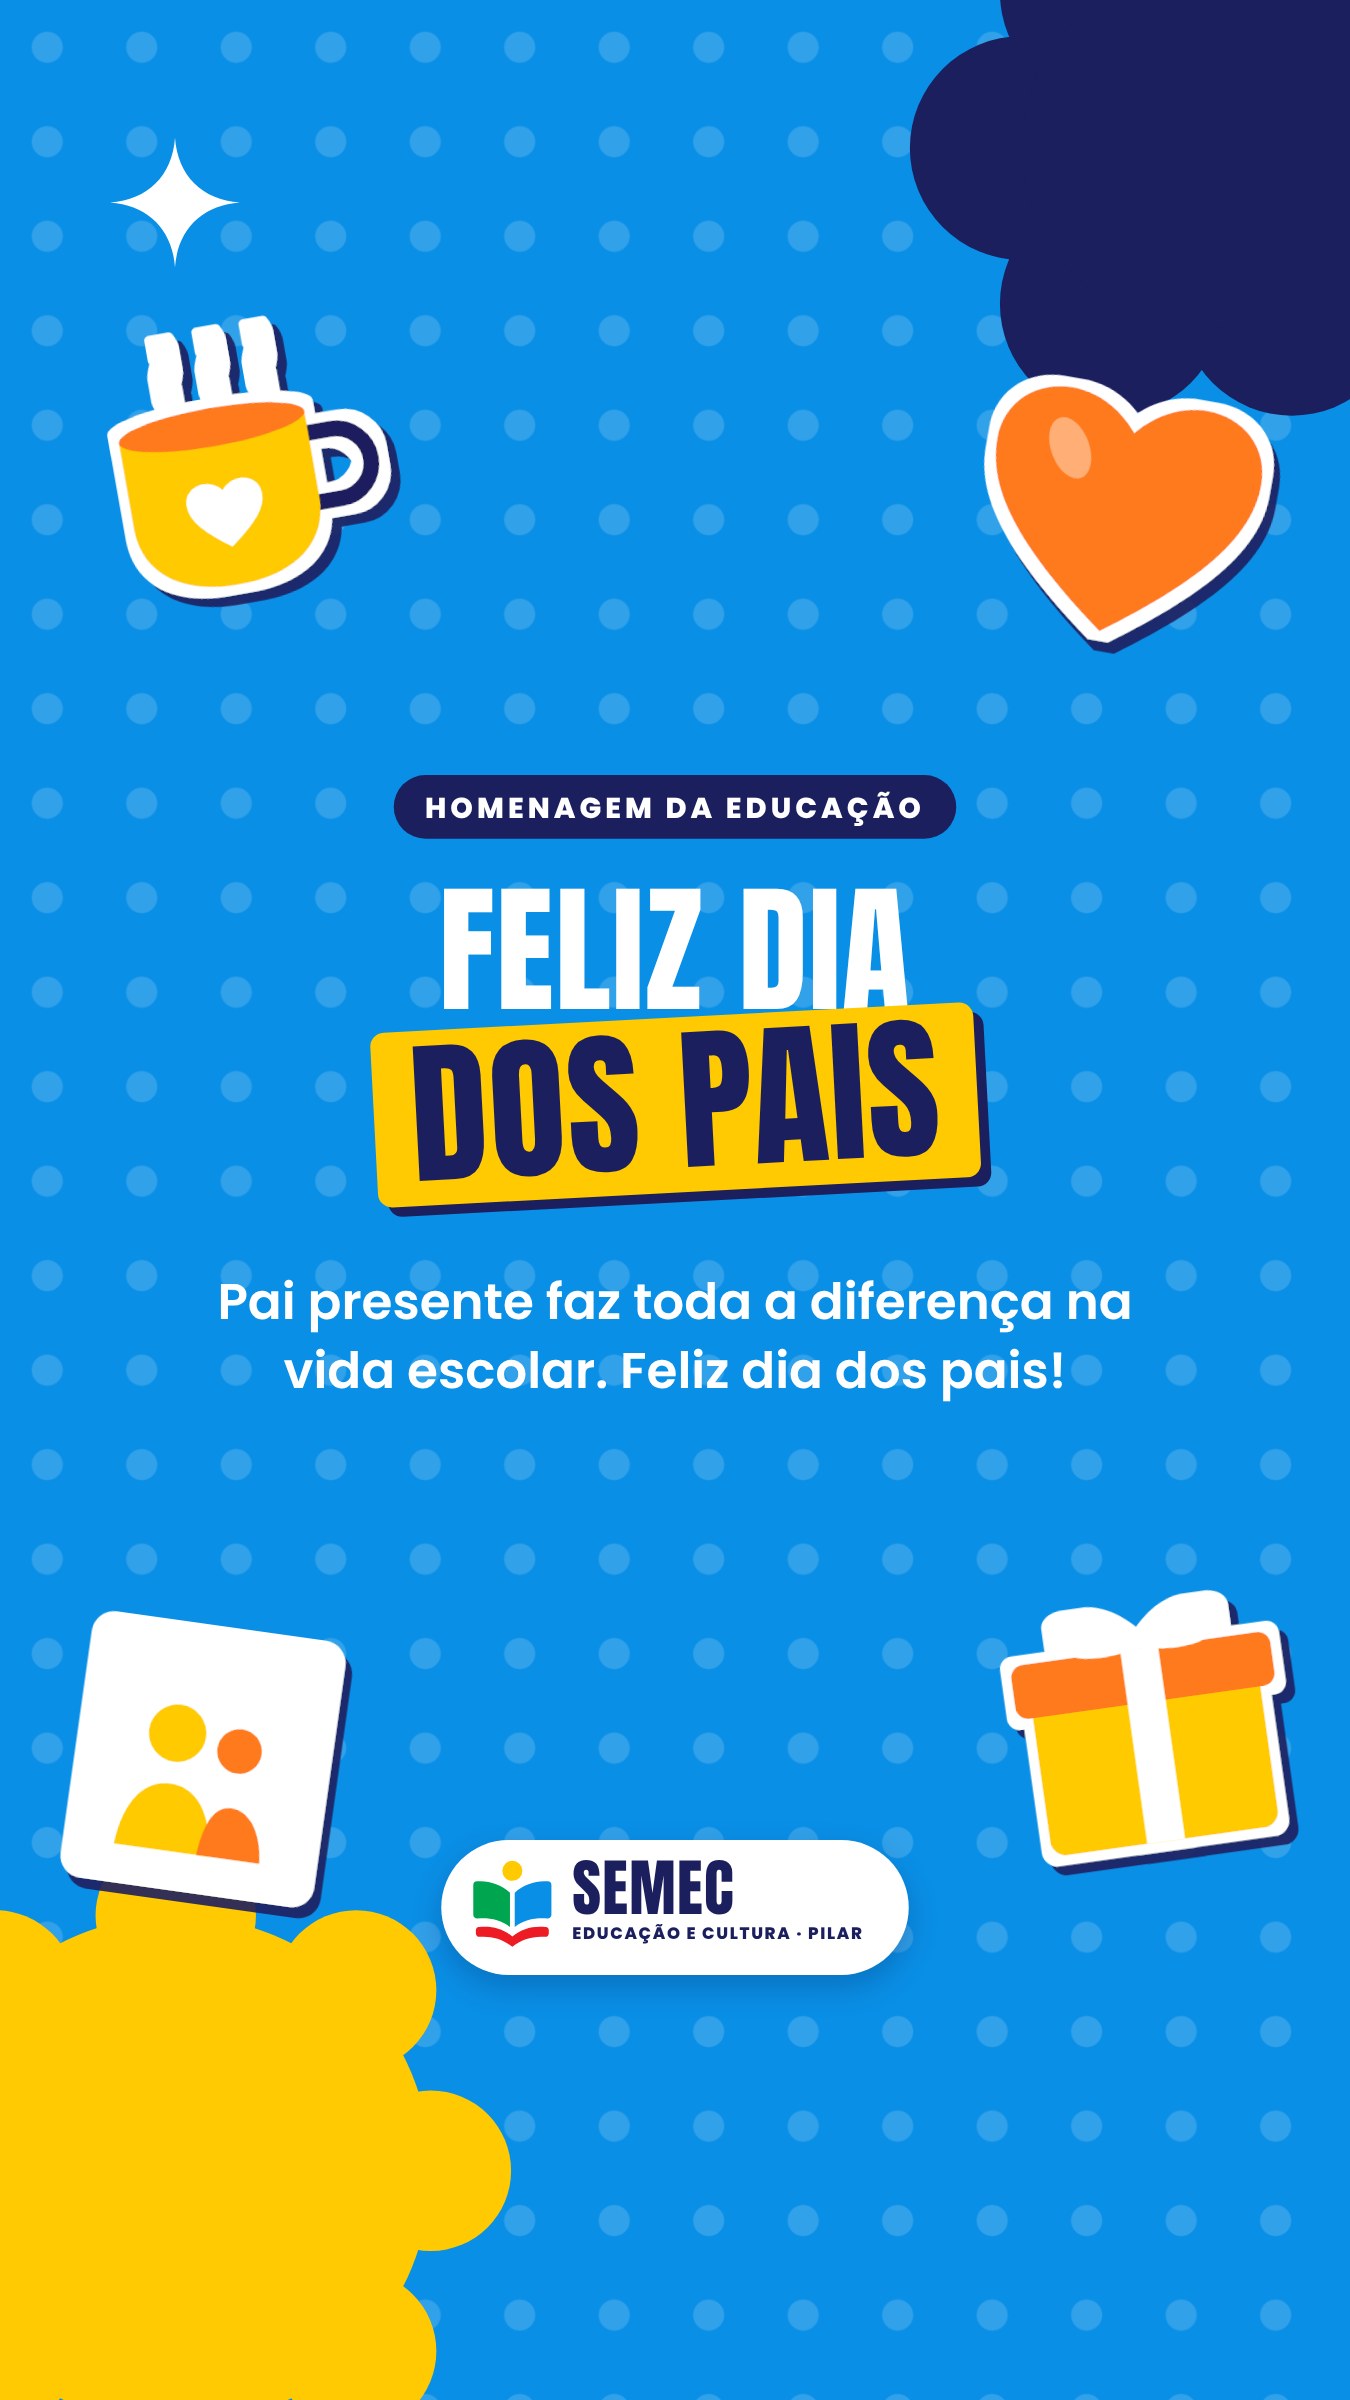 HOMENAGEM DA EDUCAÇÃO
FELIZ DIA
DOS PAIS
Pai presente faz toda a diferença na
vida escolar. Feliz dia dos pais!
SEMEC
EDUCAÇÃO E CULTURA · PILAR